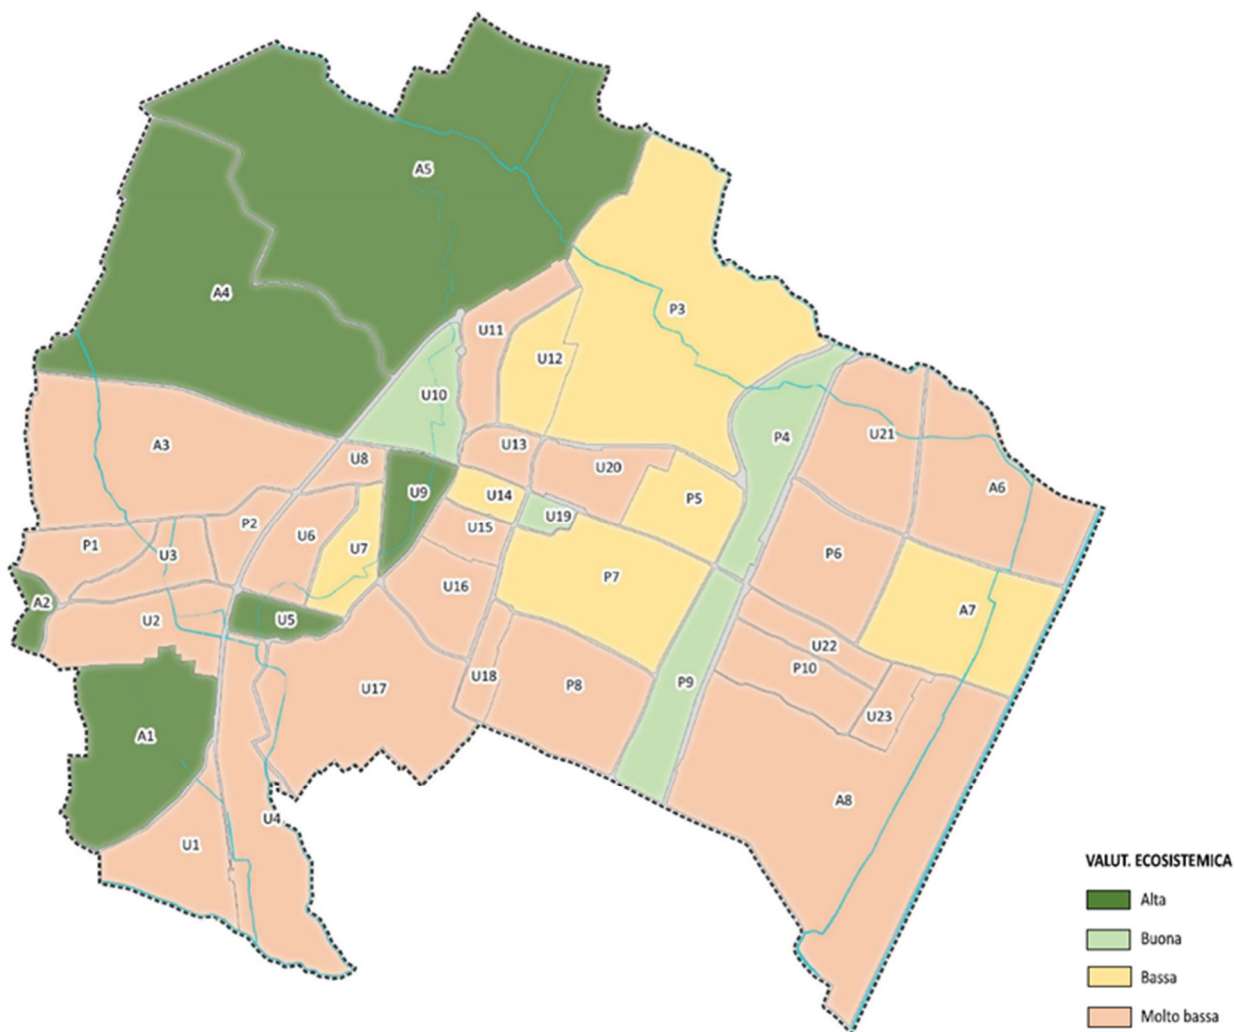 A5
A4
P3
U11
U12
U10
P4
U21
A3
U13
U8
U20
A6
U9
U14
P5
U19
P2
U15
U6
P1
U7
U3
P6
P7
U16
A2
A7
U5
U2
U22
P10
U18
P9
P8
U17
U23
A1
A8
U4
U1
VALUT. ECOSISTEMICA
Alta
Buona
Bassa
Molto bassa